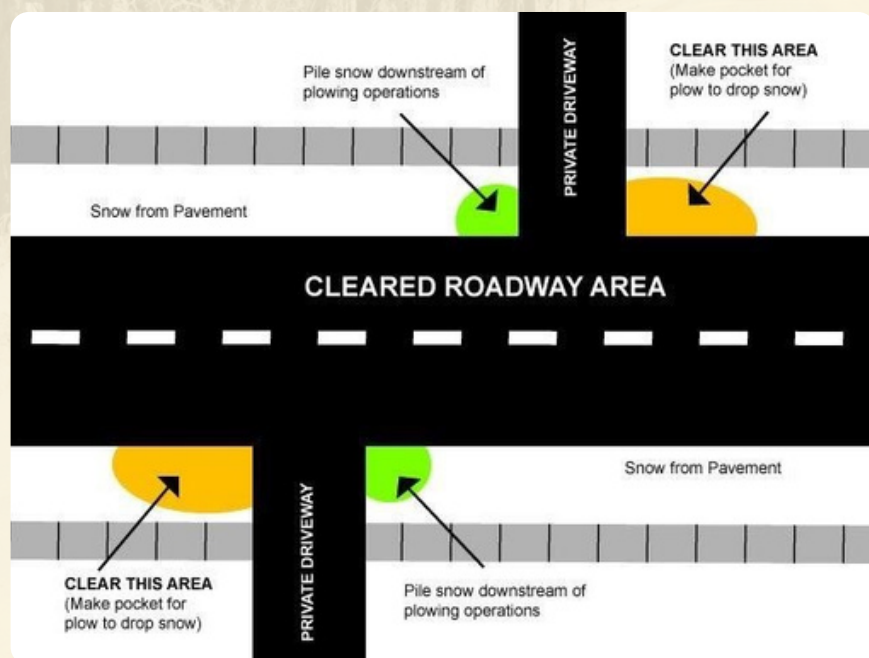 Pile snow downstream of
plowing operations
PRIVATE DRIVEWAY
CLEAR THIS AREA
(Make pocket for
plow to drop snow)
Snow from Pavement
CLEARED ROADWAY AREA
Snow from Pavement
CLEAR THIS AREA
(Make pocket for
plow to drop snow)
PRIVATE DRIVEWAY
Pile snow downstream of
plowing operations